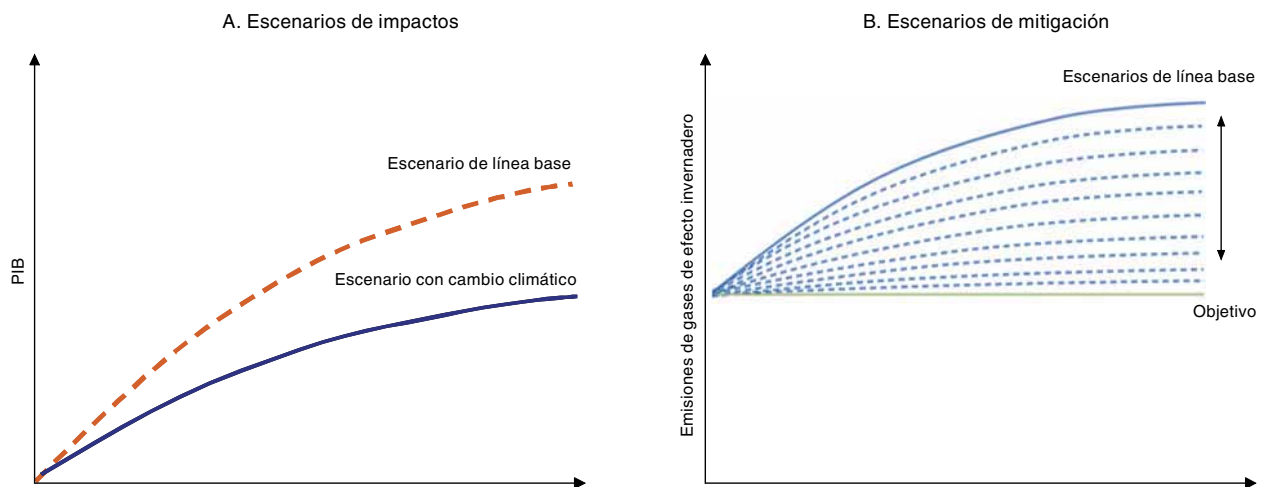 A. Escenarios de impactos
PIB
Escenario de línea base
Escenario con cambio climático
B. Escenarios de mitigación
Emisiones de gases de efecto invernadero
Escenarios de línea base
Objetivo